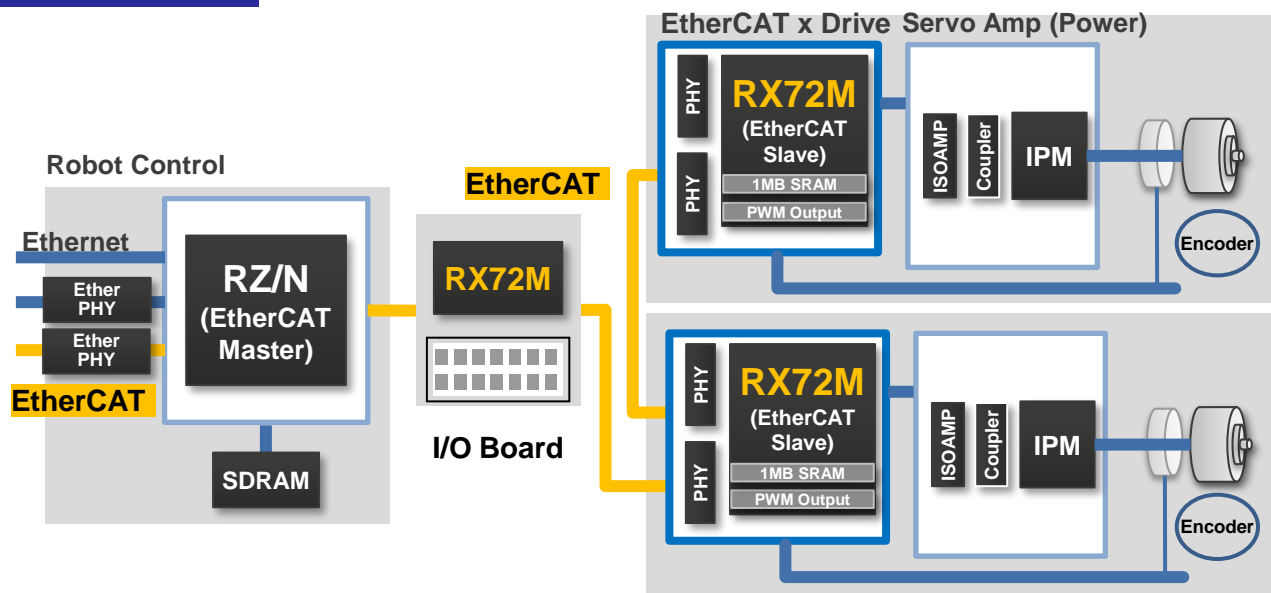 EtherCAT x Drive Servo Amp (Power)
PHY
PHY
RX72M
(EtherCAT
Slave)
1MB SRAM
PWM Output
ISOAMP
Coupler
IPM
Encoder
Robot Control
Ethernet
Ether
PHY
Ether
PHY
EtherCAT
RZ/N
(EtherCAT
Master)
SDRAM
RX72M
I/O Board
EtherCAT
PHY
PHY
RX72M
(EtherCAT
Slave)
1MB SRAM
PWM Output
ISOAMP
Coupler
IPM
Encoder